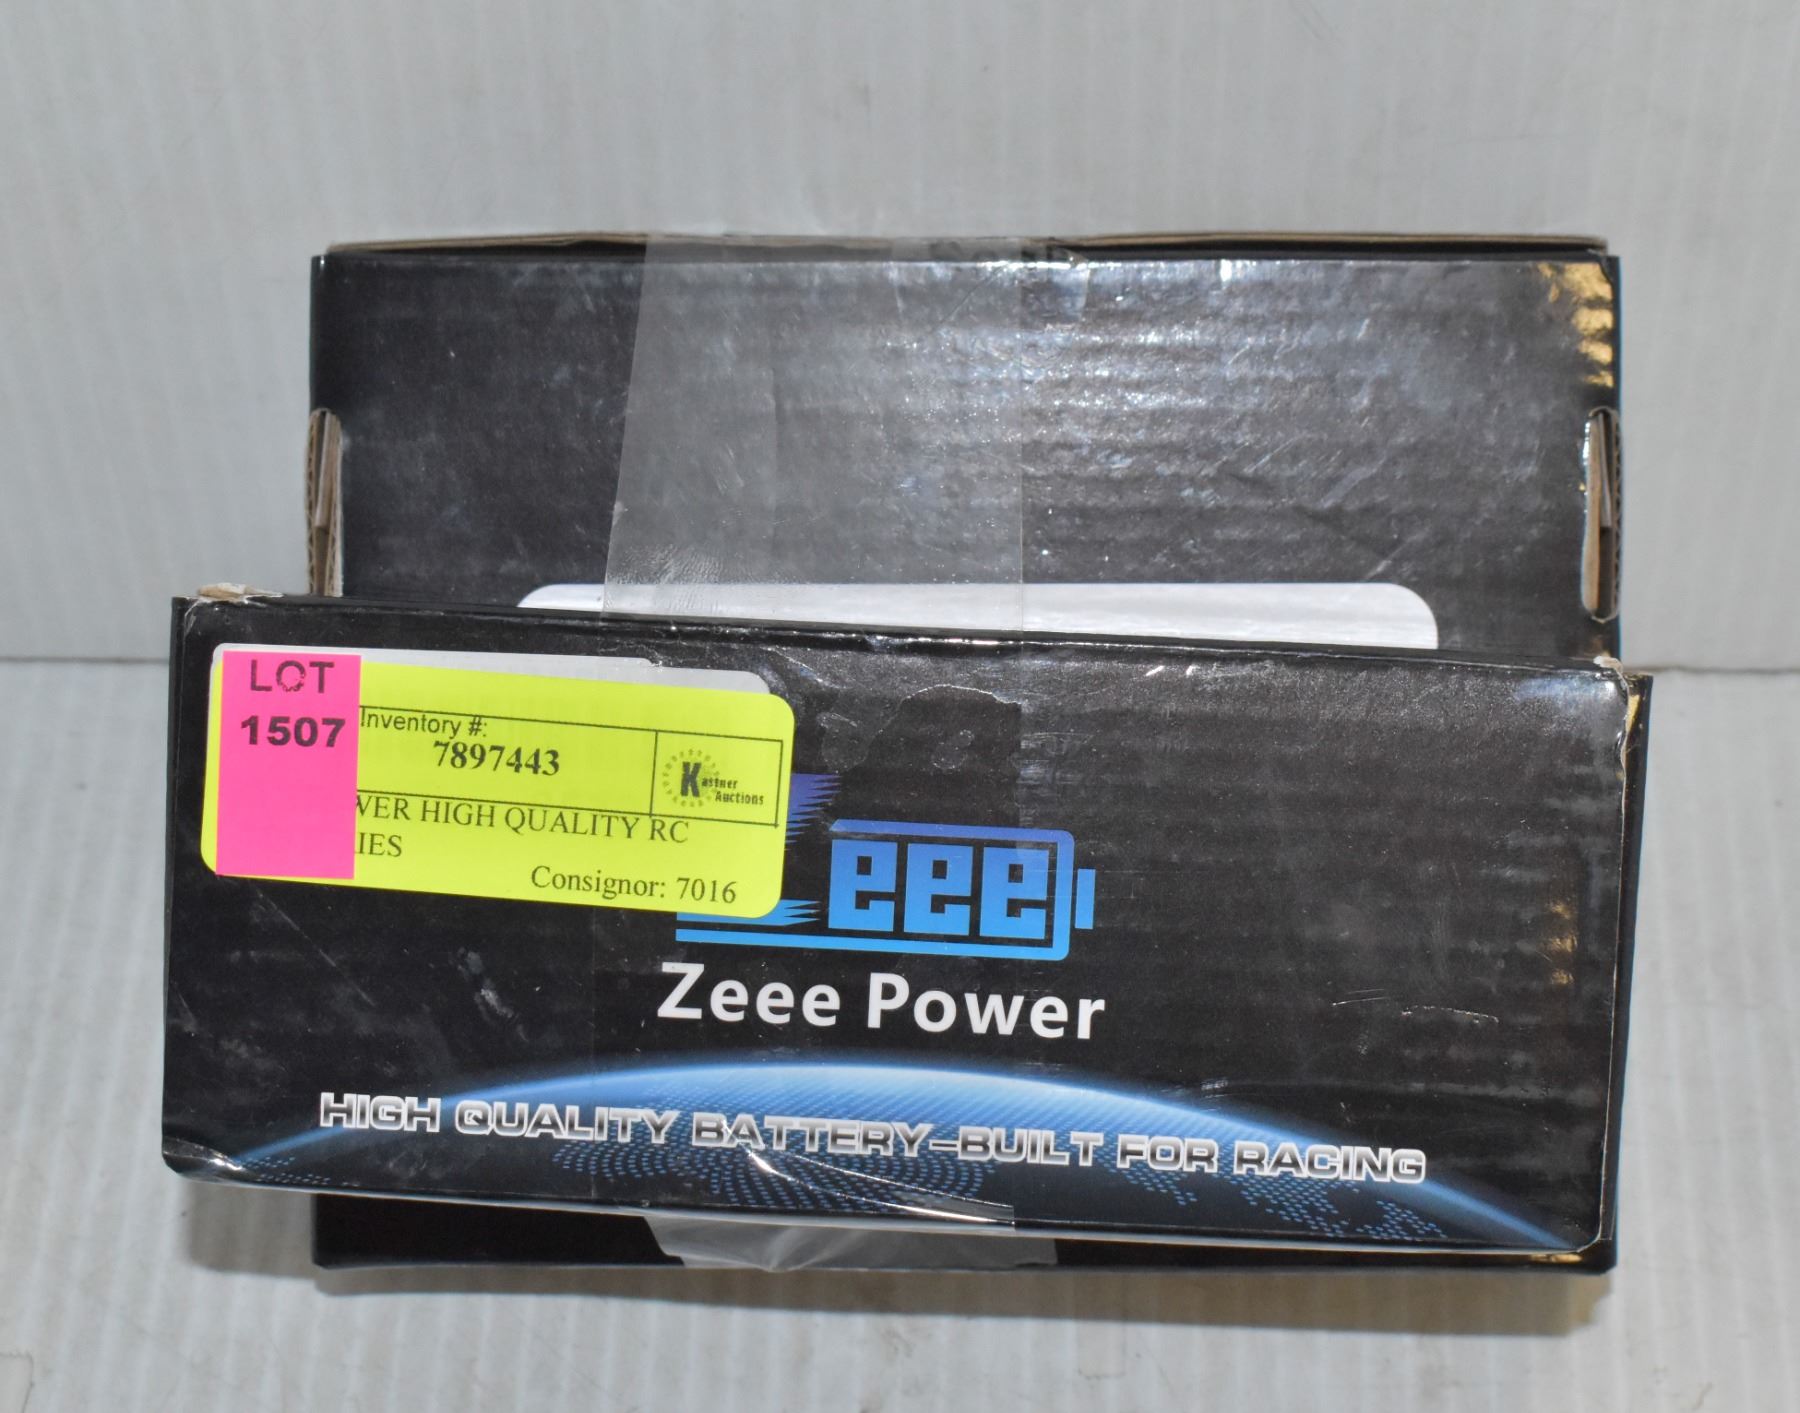 LOT
1507
Inventory #:
7897443
Kastner
Auctions
WER HIGH QUALITY RC
RIES
Consignor: 7016
eee
Zeee Power
HIGH QUALITY BATTERY-BUILT FOR RACING